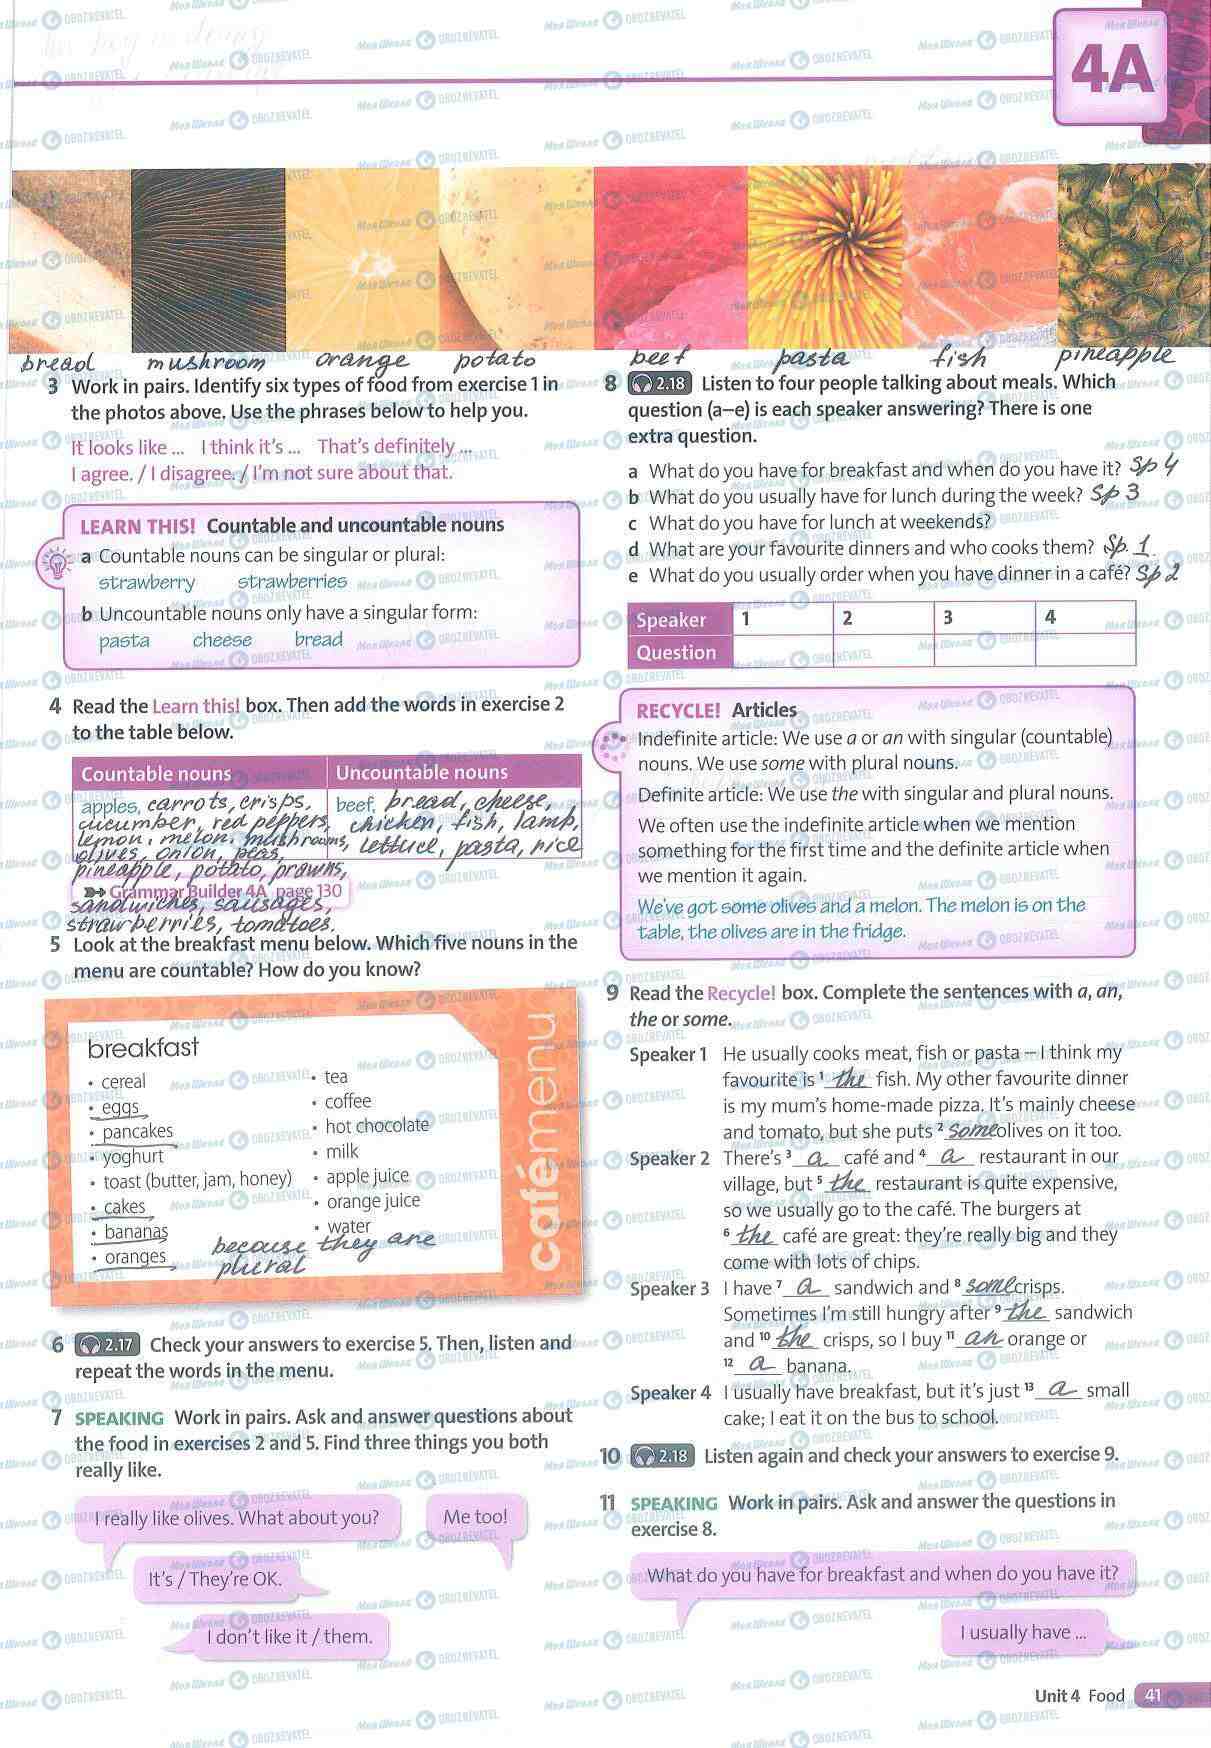 4A
bread mushroom orange potato beef pasta fish pineapple
3 Work in pairs. Identify six types of food from exercise 1 in
the photos above. Use the phrases below to help you.
It looks like ... I think it's ... That's definitely ...
I agree. / I disagree. / I'm not sure about that.
LEARN THIS! Countable and uncountable nouns
a Countable nouns can be singular or plural:
strawberry strawberries
b Uncountable nouns only have a singular form:
pasta cheese bread
4 Read the Learn this! box. Then add the words in exercise 2
to the table below.
Countable nouns Uncountable nouns
apples, carrots, crisps, beef, bread, cheese,
cucumber, red peppers, chicken, fish, lamp,
lemon, melon, mushrooms, lettuce, pasta, rice
olives, onion, peas,
pineapple, potato, prawns,
Grammar Builder 4A page 130
sandwiches, sausages,
strawberries, tomatoes.
5 Look at the breakfast menu below. Which five nouns in the
menu are countable? How do you know?
cafémenu
breakfast
• cereal • tea
• eggs • coffee
• pancakes • hot chocolate
• yoghurt • milk
• toast (butter, jam, honey) • apple juice
• cakes • orange juice
• bananas • water
• oranges because they are
plural
6 2.17 Check your answers to exercise 5. Then, listen and
repeat the words in the menu.
7 SPEAKING Work in pairs. Ask and answer questions about
the food in exercises 2 and 5. Find three things you both
really like.
I really like olives. What about you? Me too!
It's / They're OK.
I don't like it / them.
8 2.18 Listen to four people talking about meals. Which
question (a–e) is each speaker answering? There is one
extra question.
a What do you have for breakfast and when do you have it? Sp 4
b What do you usually have for lunch during the week? Sp 3
c What do you have for lunch at weekends?
d What are your favourite dinners and who cooks them? Sp. 1.
e What do you usually order when you have dinner in a café? Sp 2
Speaker 1 2 3 4
Question
RECYCLE! Articles
Indefinite article: We use a or an with singular (countable)
nouns. We use some with plural nouns.
Definite article: We use the with singular and plural nouns.
We often use the indefinite article when we mention
something for the first time and the definite article when
we mention it again.
We've got some olives and a melon. The melon is on the
table, the olives are in the fridge.
9 Read the Recycle! box. Complete the sentences with a, an,
the or some.
Speaker 1 He usually cooks meat, fish or pasta – I think my
favourite is 1 the fish. My other favourite dinner
is my mum's home-made pizza. It's mainly cheese
and tomato, but she puts 2 some olives on it too.
Speaker 2 There's 3 a café and 4 a restaurant in our
village, but 5 the restaurant is quite expensive,
so we usually go to the café. The burgers at
6 the café are great: they're really big and they
come with lots of chips.
Speaker 3 I have 7 a sandwich and 8 some crisps.
Sometimes I'm still hungry after 9 the sandwich
and 10 the crisps, so I buy 11 an orange or
12 a banana.
Speaker 4 I usually have breakfast, but it's just 13 a small
cake; I eat it on the bus to school.
10 2.18 Listen again and check your answers to exercise 9.
11 SPEAKING Work in pairs. Ask and answer the questions in
exercise 8.
What do you have for breakfast and when do you have it?
I usually have ...
Unit 4 Food 41